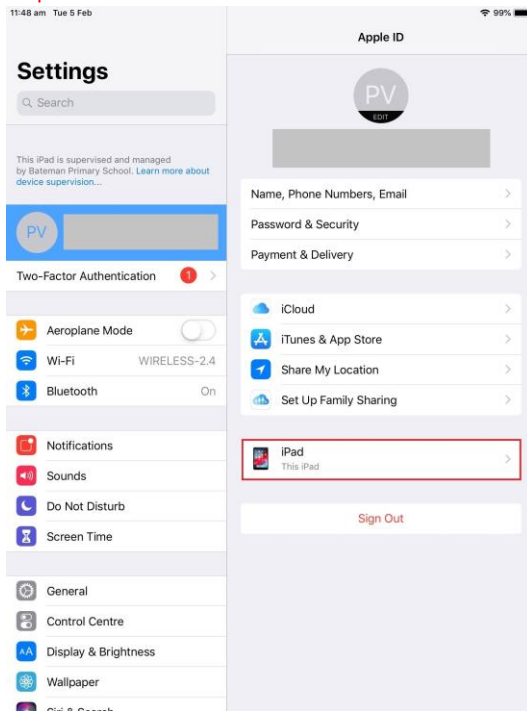 11:48 am Tue 5 Feb
99%
Settings
Search
This iPad is supervised and managed
by Bateman Primary School. Learn more about
device supervision...
PV
Two-Factor Authentication 1
Aeroplane Mode
Wi-Fi WIRELESS-2.4
Bluetooth On
Notifications
Sounds
Do Not Disturb
Screen Time
General
Control Centre
Display & Brightness
AA
Wallpaper
Apple ID
PV
EDIT
Name, Phone Numbers, Email
Password & Security
Payment & Delivery
iCloud
iTunes & App Store
Share My Location
Set Up Family Sharing
iPad
This iPad
Sign Out